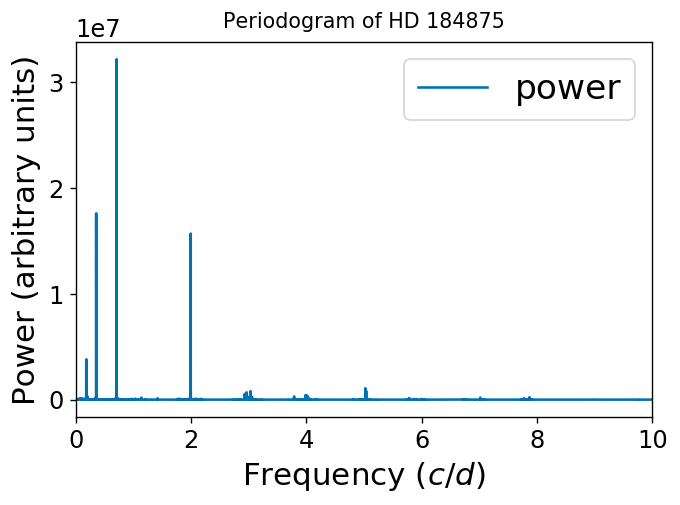 Periodogram of HD 184875
1e7
power
Power (arbitrary units)
3
2
1
0
0 2 4 6 8 10
Frequency (c/d)